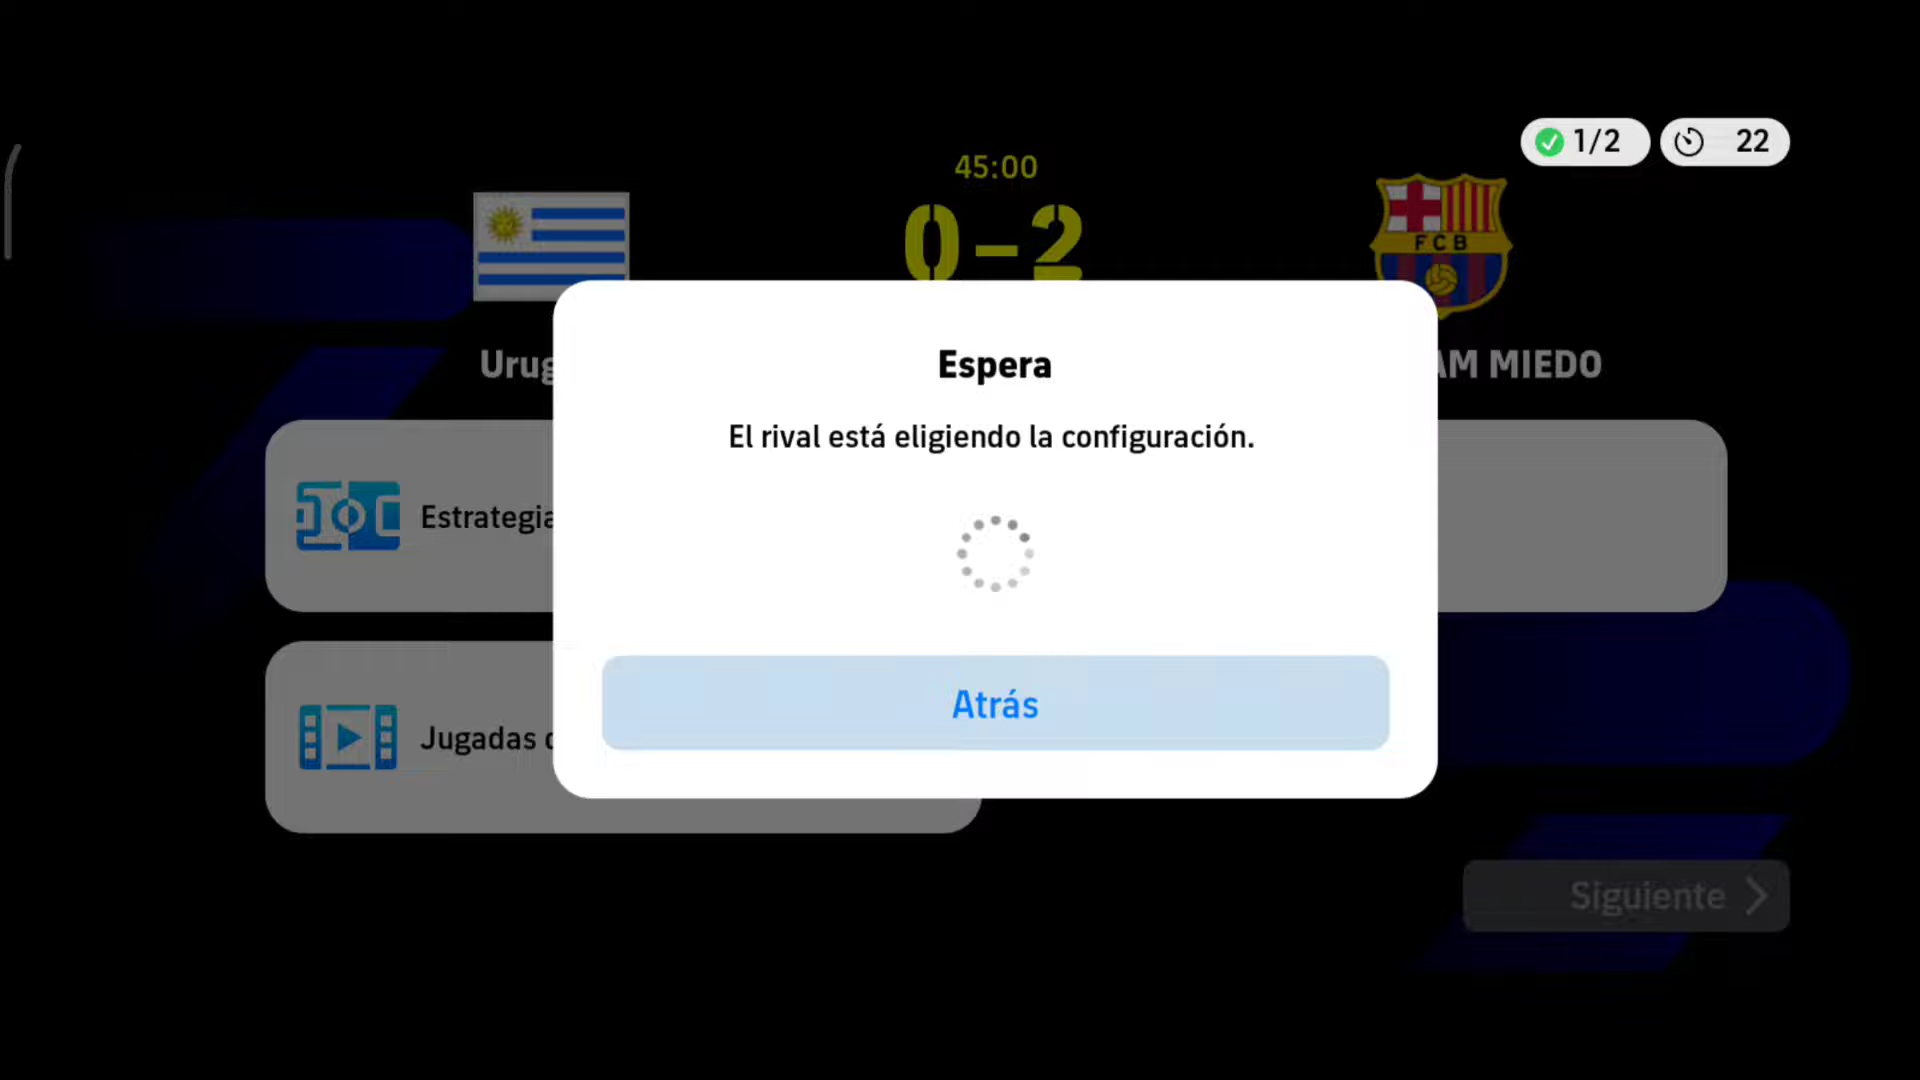 1/2
22
45:00
0-2
FCB
Espera
El rival está eligiendo la configuración.
Estrategia
Jugadas
MIEDO
Atrás
Siguiente